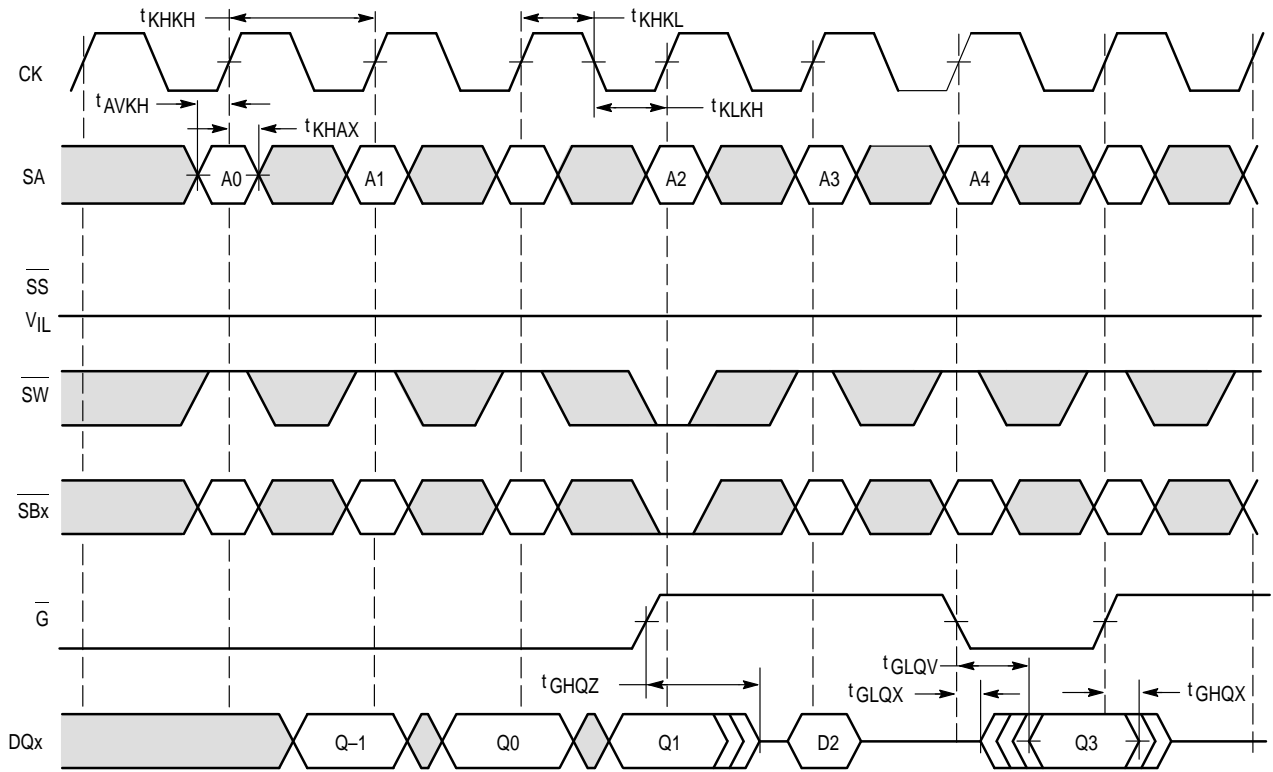 tKHKH
tKHKL
CK
tAVKH
tKLKH
tKHAX
SA
A0
A1
A2
A3
A4
SS
VIL
SW
SBx
G
tGHQZ
tGLQV
tGLQX
tGHQX
DQx
Q–1
Q0
Q1
D2
Q3